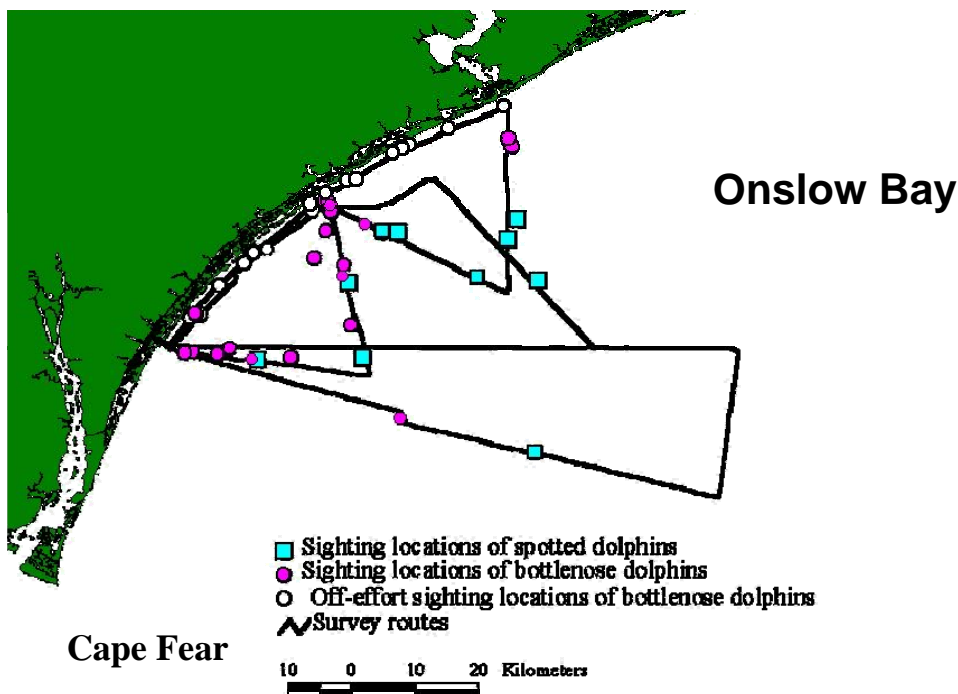 Onslow Bay
Sighting locations of spotted dolphins
Sighting locations of bottlenose dolphins
Off-effort sighting locations of bottlenose dolphins
Survey routes
Cape Fear
10 0 10 20 Kilometers